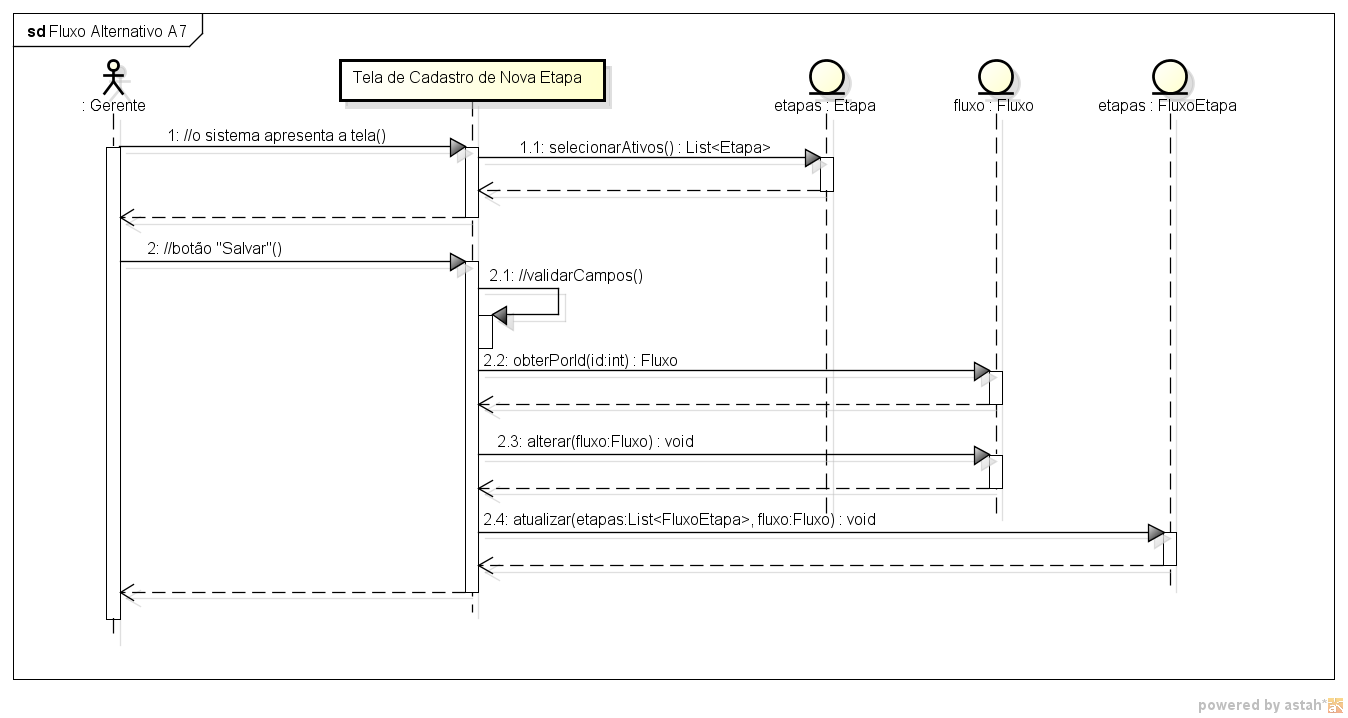 sd Fluxo Alternativo A7
Tela de Cadastro de Nova Etapa
: Gerente
etapas : Etapa
fluxo : Fluxo
etapas : FluxoEtapa
1: //o sistema apresenta a tela()
1.1: selecionarAtivos() : List<Etapa>
2: //botão "Salvar"()
2.1: //validarCampos()
2.2: obterPorId(id:int) : Fluxo
2.3: alterar(fluxo:Fluxo) : void
2.4: atualizar(etapas:List<FluxoEtapa>, fluxo:Fluxo) : void
powered by astah*